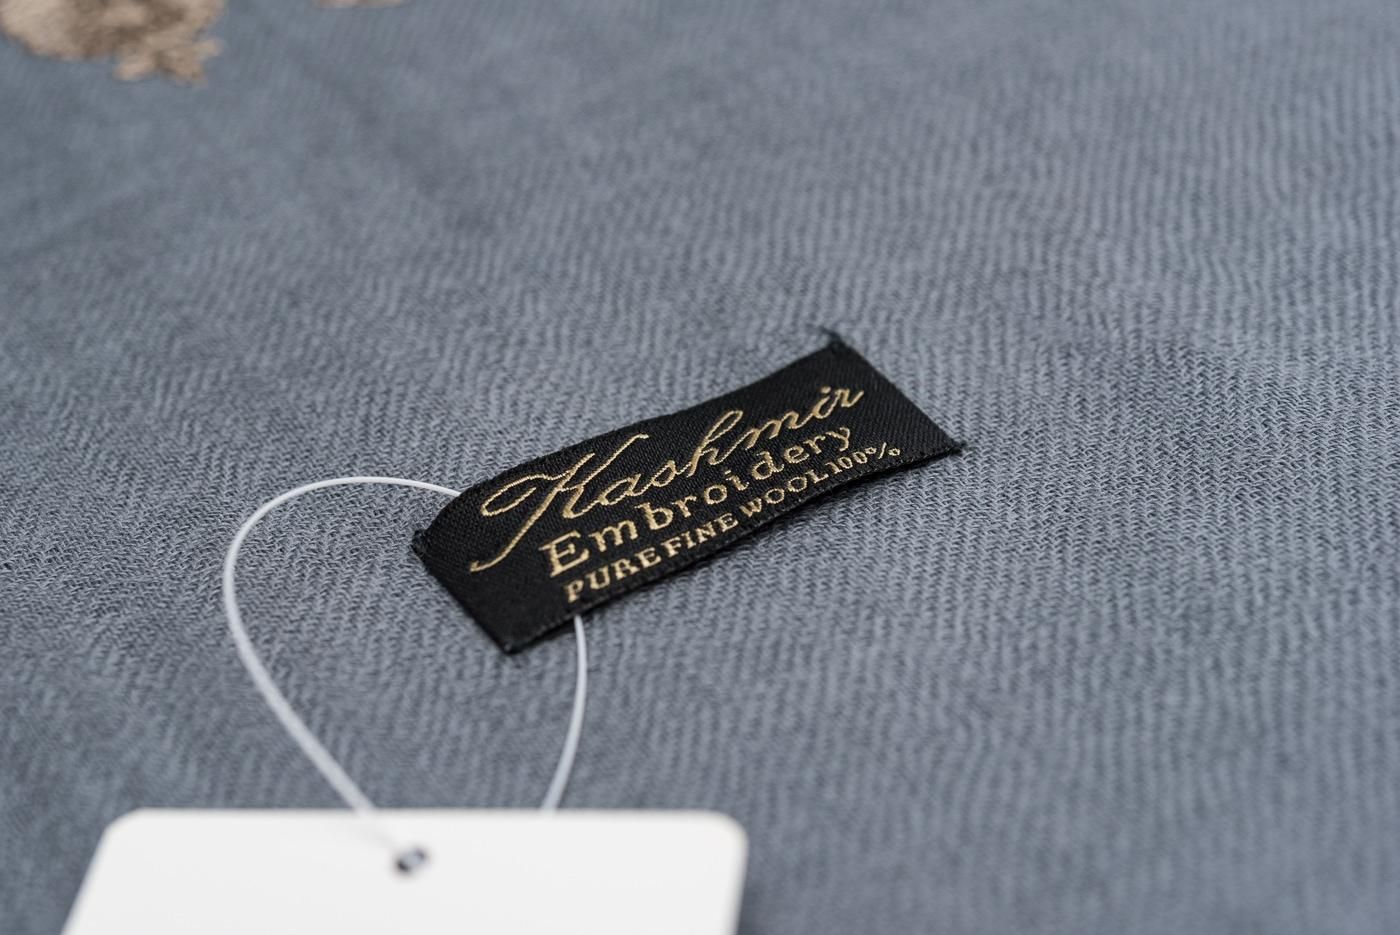 Kashmir
Embroidery
PURE FINE WOOL 100%